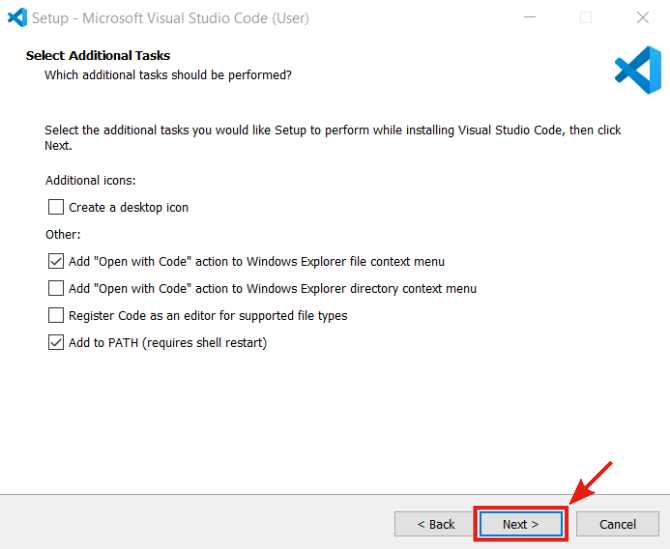 Setup - Microsoft Visual Studio Code (User)
Select Additional Tasks
Which additional tasks should be performed?
Select the additional tasks you would like Setup to perform while installing Visual Studio Code, then click
Next.
Additional icons:
Create a desktop icon
Other:
Add "Open with Code" action to Windows Explorer file context menu
Add "Open with Code" action to Windows Explorer directory context menu
Register Code as an editor for supported file types
Add to PATH (requires shell restart)
< Back Next > Cancel